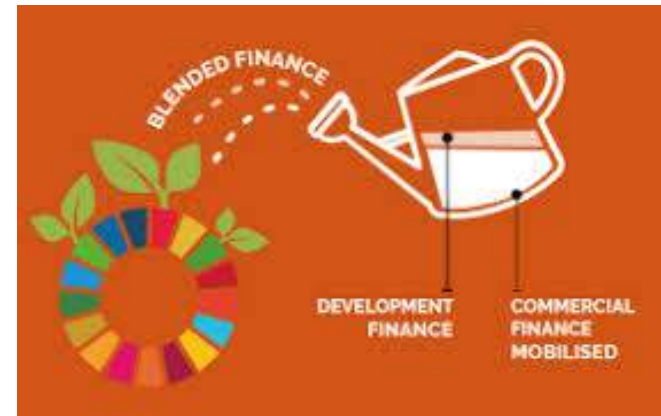 BLENDED FINANCE
DEVELOPMENT
FINANCE
COMMERCIAL
FINANCE
MOBILISED